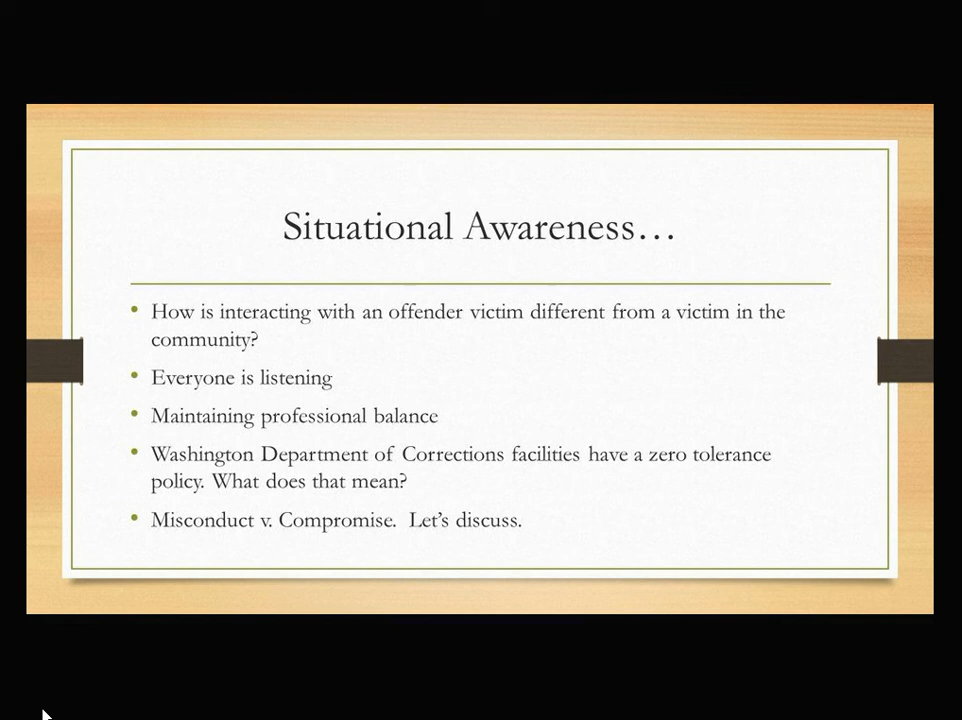 Situational Awareness…
• How is interacting with an offender victim different from a victim in the
community?
• Everyone is listening
• Maintaining professional balance
• Washington Department of Corrections facilities have a zero tolerance
policy. What does that mean?
• Misconduct v. Compromise.  Let’s discuss.